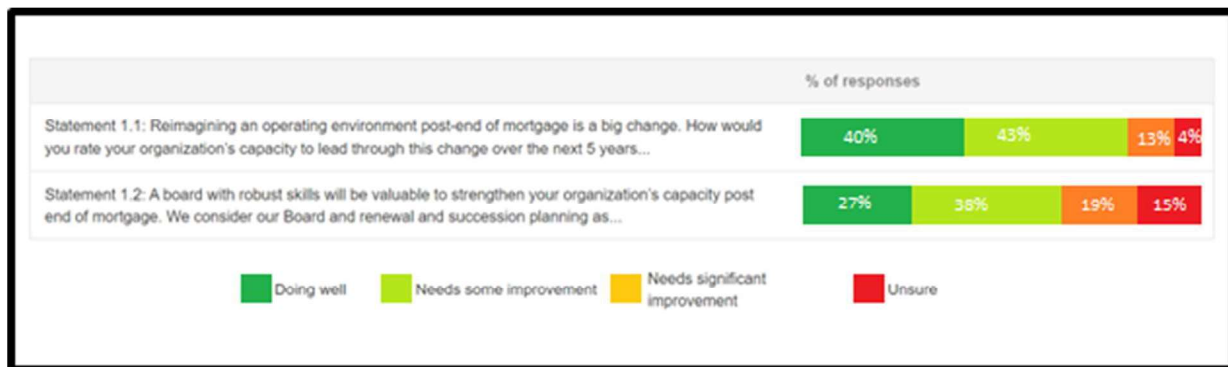 % of responses
Statement 1.1: Reimagining an operating environment post-end of mortgage is a big change. How would
you rate your organization's capacity to lead through this change over the next 5 years...
40% 43% 13% 4%
Statement 1.2: A board with robust skills will be valuable to strengthen your organization's capacity post
end of mortgage. We consider our Board and renewal and succession planning as...
27% 38% 19% 15%
Doing well
Needs some improvement
Needs significant
improvement
Unsure